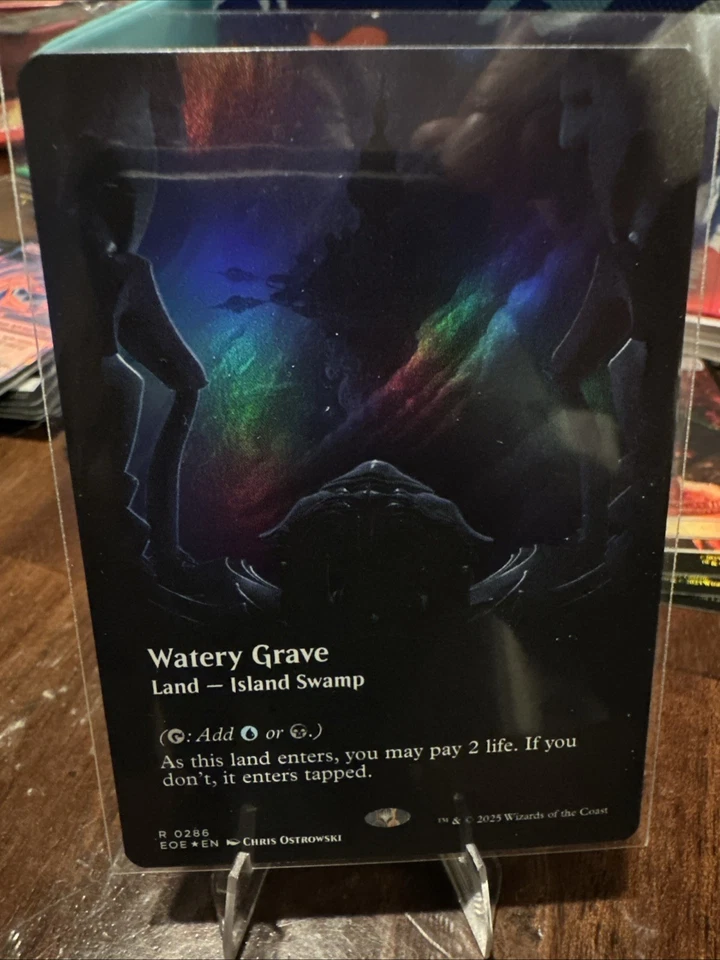 Watery Grave
Land — Island Swamp
(: Add or .)
As this land enters, you may pay 2 life. If you
don't, it enters tapped.
R 0286
EOE★EN Chris Ostrowski
™ & © 2025 Wizards of the Coast